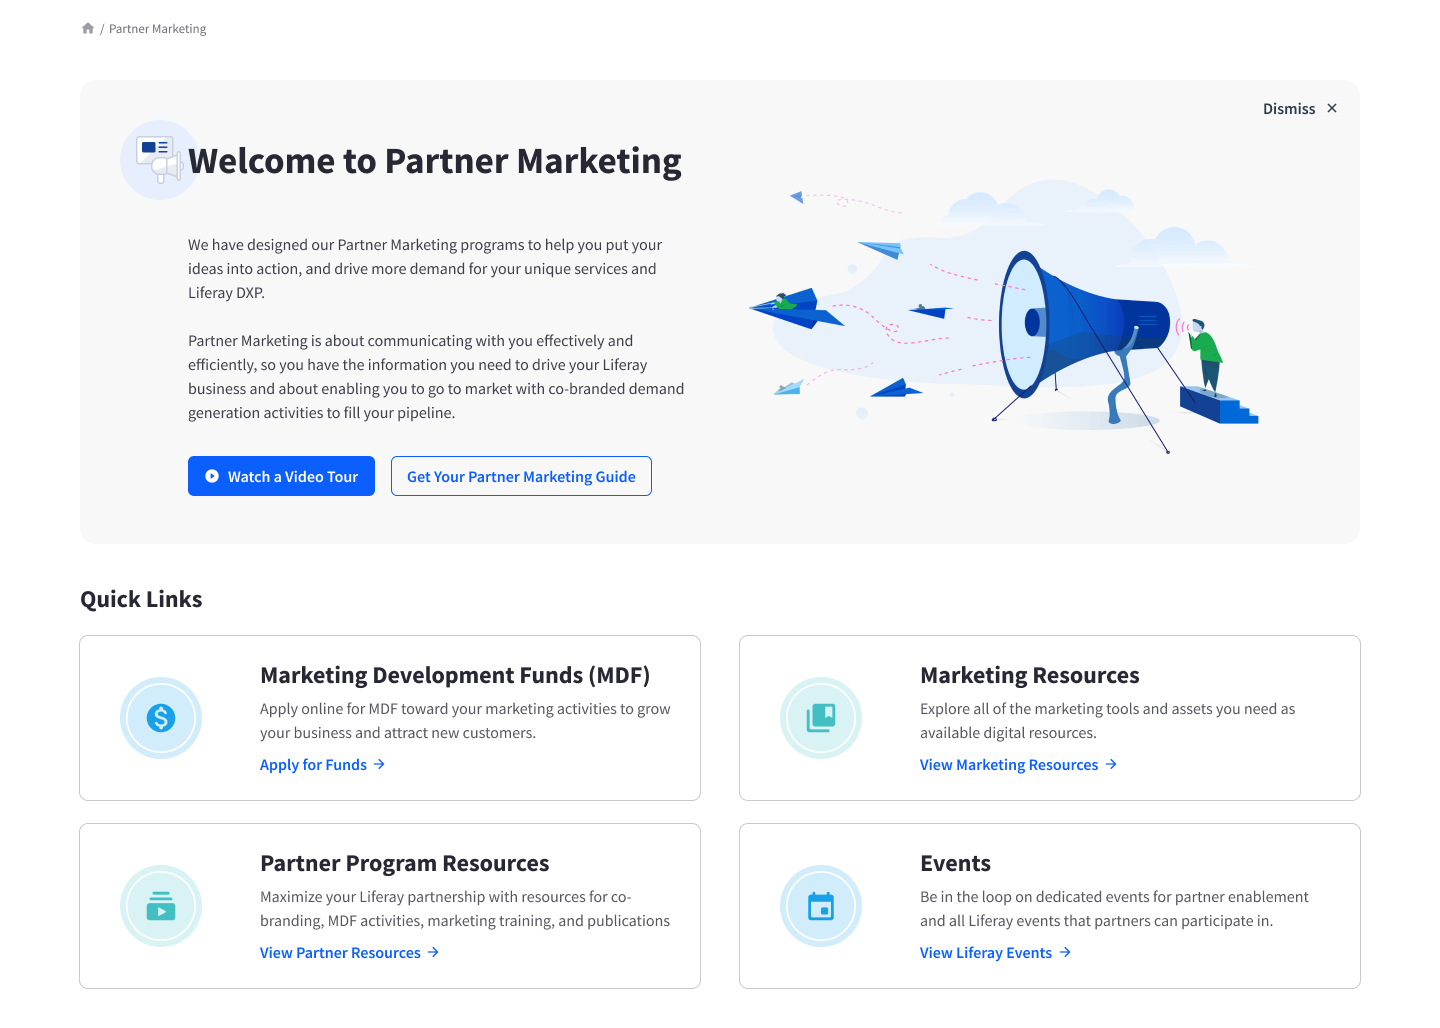 / Partner Marketing
Dismiss ✕
Welcome to Partner Marketing
We have designed our Partner Marketing programs to help you put your
ideas into action, and drive more demand for your unique services and
Liferay DXP.
Partner Marketing is about communicating with you effectively and
efficiently, so you have the information you need to drive your Liferay
business and about enabling you to go to market with co-branded demand
generation activities to fill your pipeline.
Watch a Video Tour
Get Your Partner Marketing Guide
Quick Links
Marketing Development Funds (MDF)
Apply online for MDF toward your marketing activities to grow
your business and attract new customers.
Apply for Funds →
Marketing Resources
Explore all of the marketing tools and assets you need as
available digital resources.
View Marketing Resources →
Partner Program Resources
Maximize your Liferay partnership with resources for co-
branding, MDF activities, marketing training, and publications
View Partner Resources →
Events
Be in the loop on dedicated events for partner enablement
and all Liferay events that partners can participate in.
View Liferay Events →